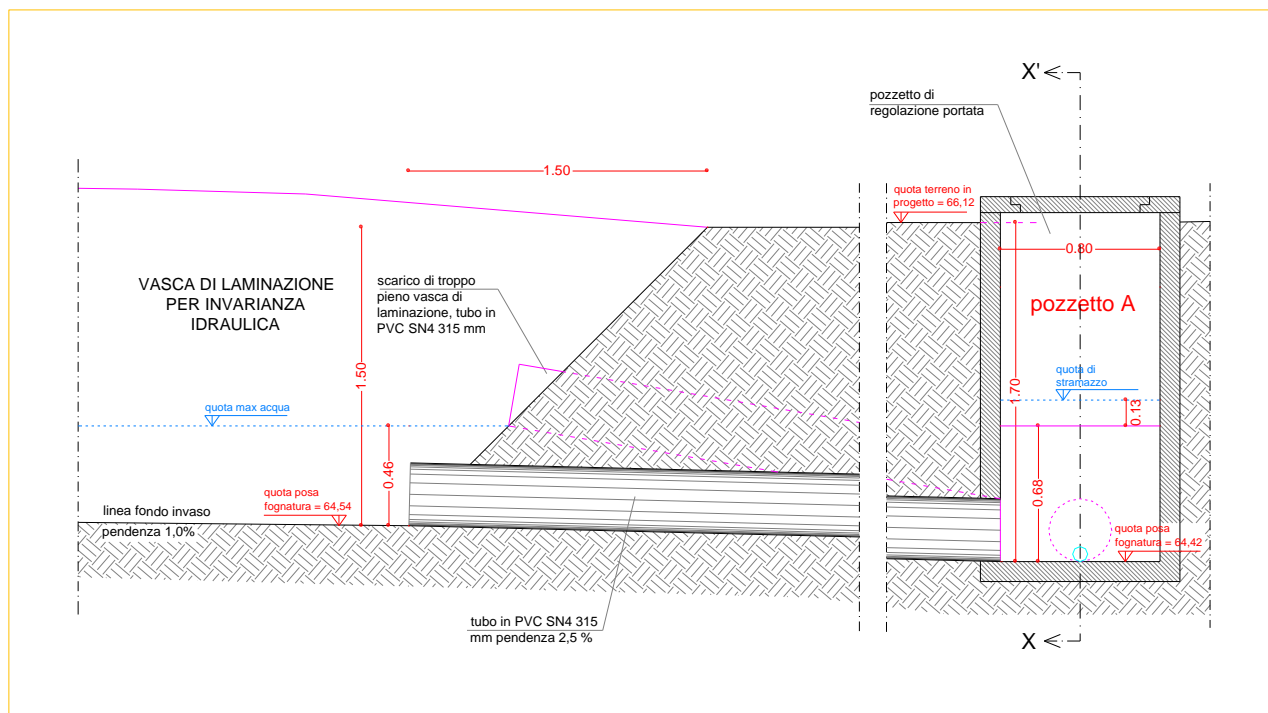 X'
pozzetto di
regolazione portata
1.50
quota terreno in
progetto = 66,12
0.80
VASCA DI LAMINAZIONE
PER INVARIANZA
IDRAULICA
scarico di troppo
pieno vasca di
laminazione, tubo in
PVC SN4 315 mm
pozzetto A
1.50
1.70
quota di
stramazzo
0.13
quota max acqua
0.46
0.68
quota posa
fognatura = 64,54
linea fondo invaso
pendenza 1,0%
quota posa
fognatura = 64,42
tubo in PVC SN4 315
mm pendenza 2,5 %
X